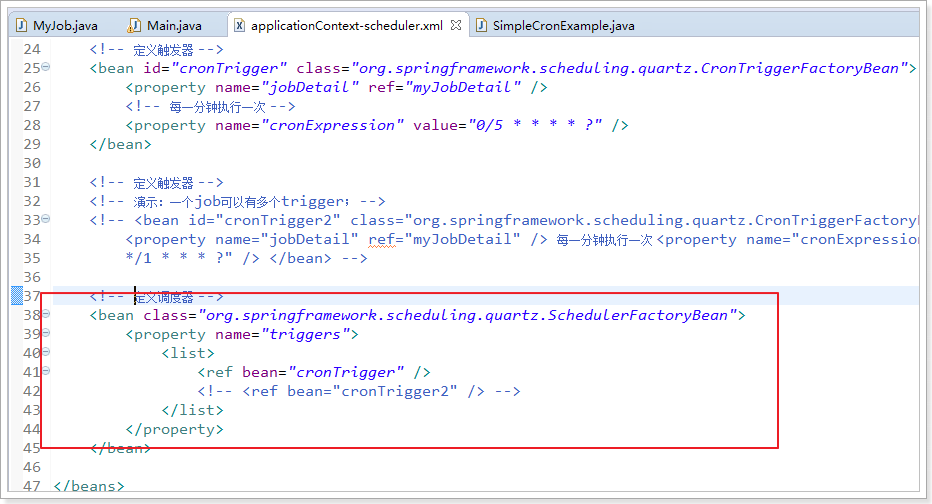 MyJob.java Main.java applicationContext-scheduler.xml SimpleCronExample.java
24 <!-- 定义触发器 -->
25 <bean id="cronTrigger" class="org.springframework.scheduling.quartz.CronTriggerFactoryBean">
26 <property name="jobDetail" ref="myJobDetail" />
27 <!-- 每一分钟执行一次 -->
28 <property name="cronExpression" value="0/5 * * * * ?" />
29 </bean>
30
31 <!-- 定义触发器 -->
32 <!-- 演示：一个job可以有多个trigger； -->
33 <!-- <bean id="cronTrigger2" class="org.springframework.scheduling.quartz.CronTriggerFactoryB
34 <property name="jobDetail" ref="myJobDetail" /> 每一分钟执行一次 <property name="cronExpression
35 */1 * * * ?" /> </bean> -->
36
37 <!-- 定义调度器 -->
38 <bean class="org.springframework.scheduling.quartz.SchedulerFactoryBean">
39 <property name="triggers">
40 <list>
41 <ref bean="cronTrigger" />
42 <!-- <ref bean="cronTrigger2" /> -->
43 </list>
44 </property>
45 </bean>
46
47 </beans>